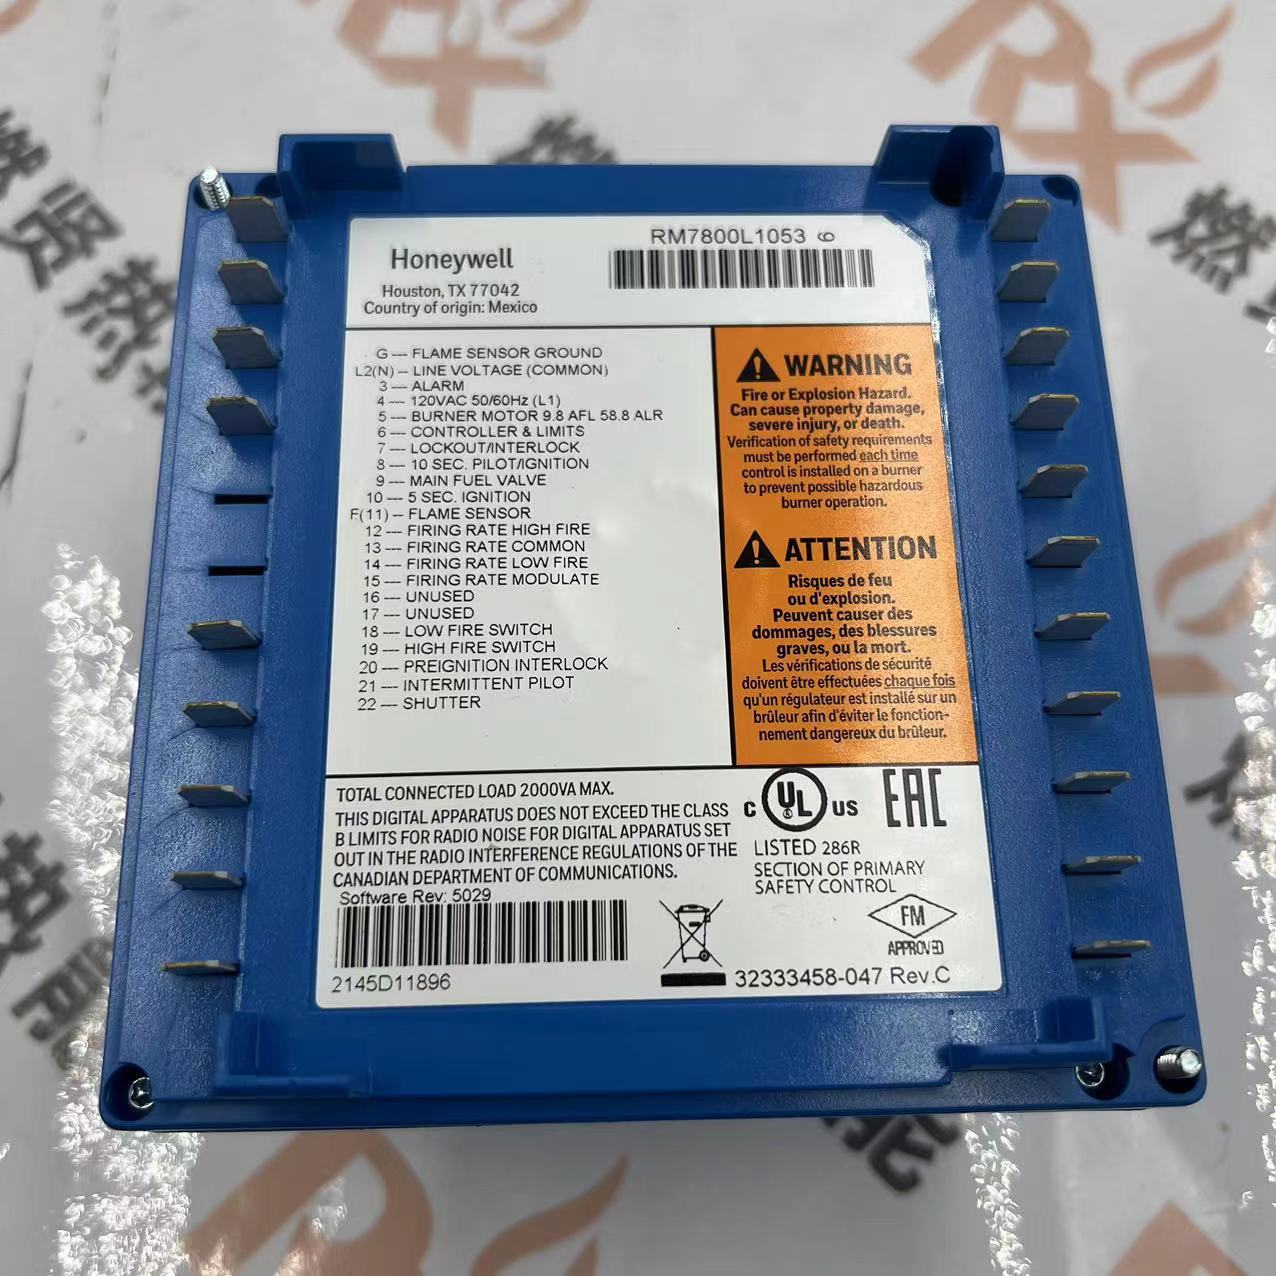 Honeywell
Houston, TX 77042
Country of origin: Mexico
RM7800L1053 6
G --- FLAME SENSOR GROUND
L2(N) -- LINE VOLTAGE (COMMON)
3 --- ALARM
4 --- 120VAC 50/60Hz (L1)
5 --- BURNER MOTOR 9.8 AFL 58.8 ALR
6 --- CONTROLLER & LIMITS
7 --- LOCKOUT/INTERLOCK
8 --- 10 SEC. PILOT/IGNITION
9 --- MAIN FUEL VALVE
10 --- 5 SEC. IGNITION
F(11) -- FLAME SENSOR
12 --- FIRING RATE HIGH FIRE
13 --- FIRING RATE COMMON
14 --- FIRING RATE LOW FIRE
15 --- FIRING RATE MODULATE
16 --- UNUSED
17 --- UNUSED
18 --- LOW FIRE SWITCH
19 --- HIGH FIRE SWITCH
20 --- PREIGNITION INTERLOCK
21 --- INTERMITTENT PILOT
22 --- SHUTTER
WARNING
Fire or Explosion Hazard.
Can cause property damage,
severe injury, or death.
Verification of safety requirements
must be performed each time
control is installed on a burner
to prevent possible hazardous
burner operation.
ATTENTION
Risques de feu
ou d'explosion.
Peuvent causer des
dommages, des blessures
graves, ou la mort.
Les vérifications de sécurité
doivent être effectuées chaque fois
qu'un régulateur est installé sur un
brûleur afin d'éviter le fonction-
nement dangereux du brûleur.
TOTAL CONNECTED LOAD 2000VA MAX.
THIS DIGITAL APPARATUS DOES NOT EXCEED THE CLASS
B LIMITS FOR RADIO NOISE FOR DIGITAL APPARATUS SET
OUT IN THE RADIO INTERFERENCE REGULATIONS OF THE
CANADIAN DEPARTMENT OF COMMUNICATIONS.
Software Rev: 5029
2145D11896
C UL US EAC
LISTED 286R
SECTION OF PRIMARY
SAFETY CONTROL
FM
APPROVED
32333458-047 Rev.C